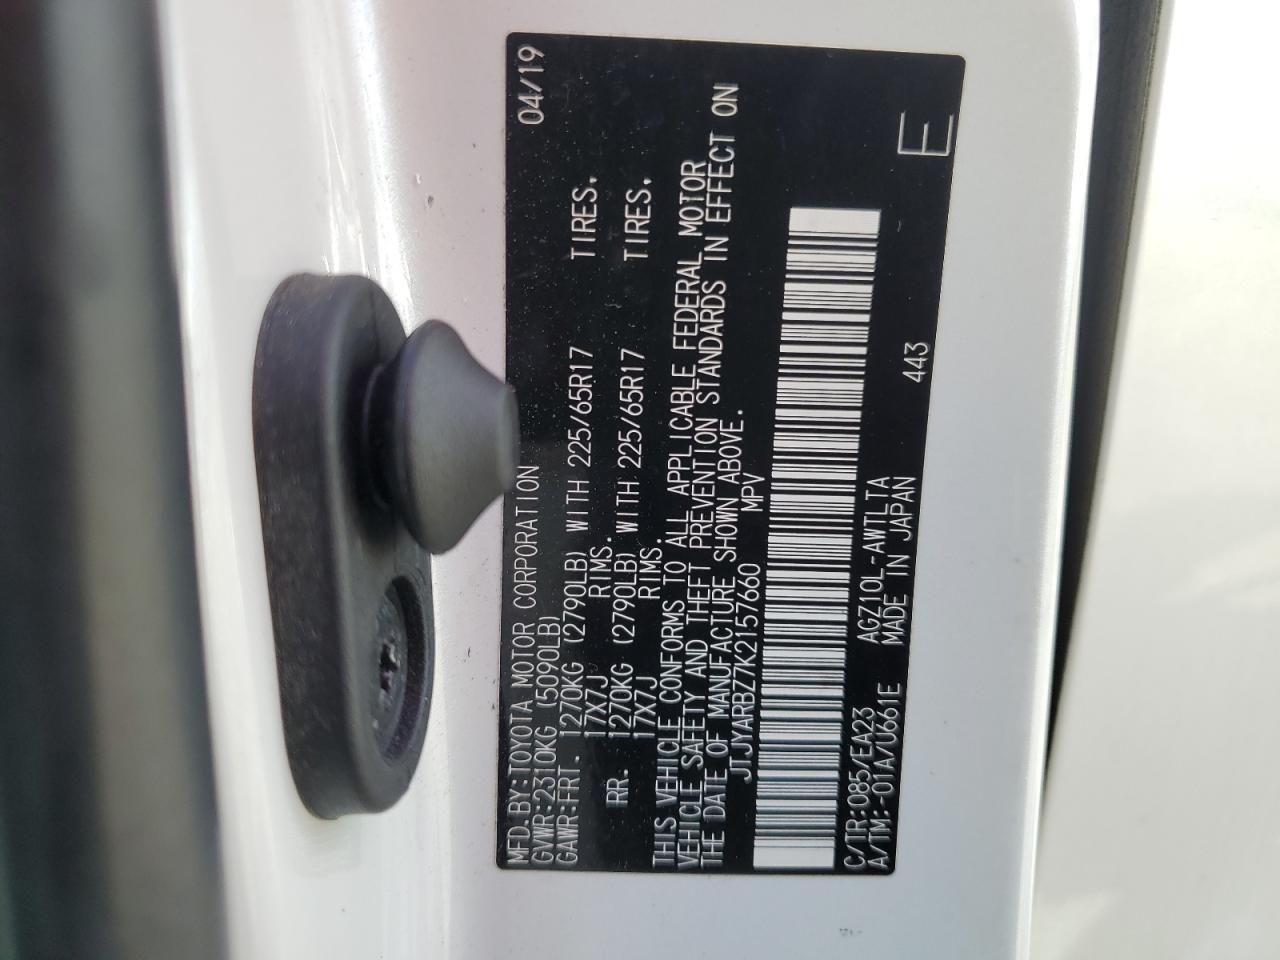 MFD.BY:TOYOTA MOTOR CORPORATION 04/19
GVWR:2310KG (5090LB)
GAWR:FRT. 1270KG (2790LB) WITH 225/65R17 TIRES,
17X7J RIMS.
RR. 1270KG (2790LB) WITH 225/65R17 TIRES,
17X7J RIMS.
THIS VEHICLE CONFORMS TO ALL APPLICABLE FEDERAL MOTOR
VEHICLE SAFETY AND THEFT PREVENTION STANDARDS IN EFFECT ON
THE DATE OF MANUFACTURE SHOWN ABOVE.
JTJYARBZ7K2157660 MPV
C/TR:085/EA23 AGZ10L-AWTLTA 443 E
A/TM:-01A/U661E MADE IN JAPAN